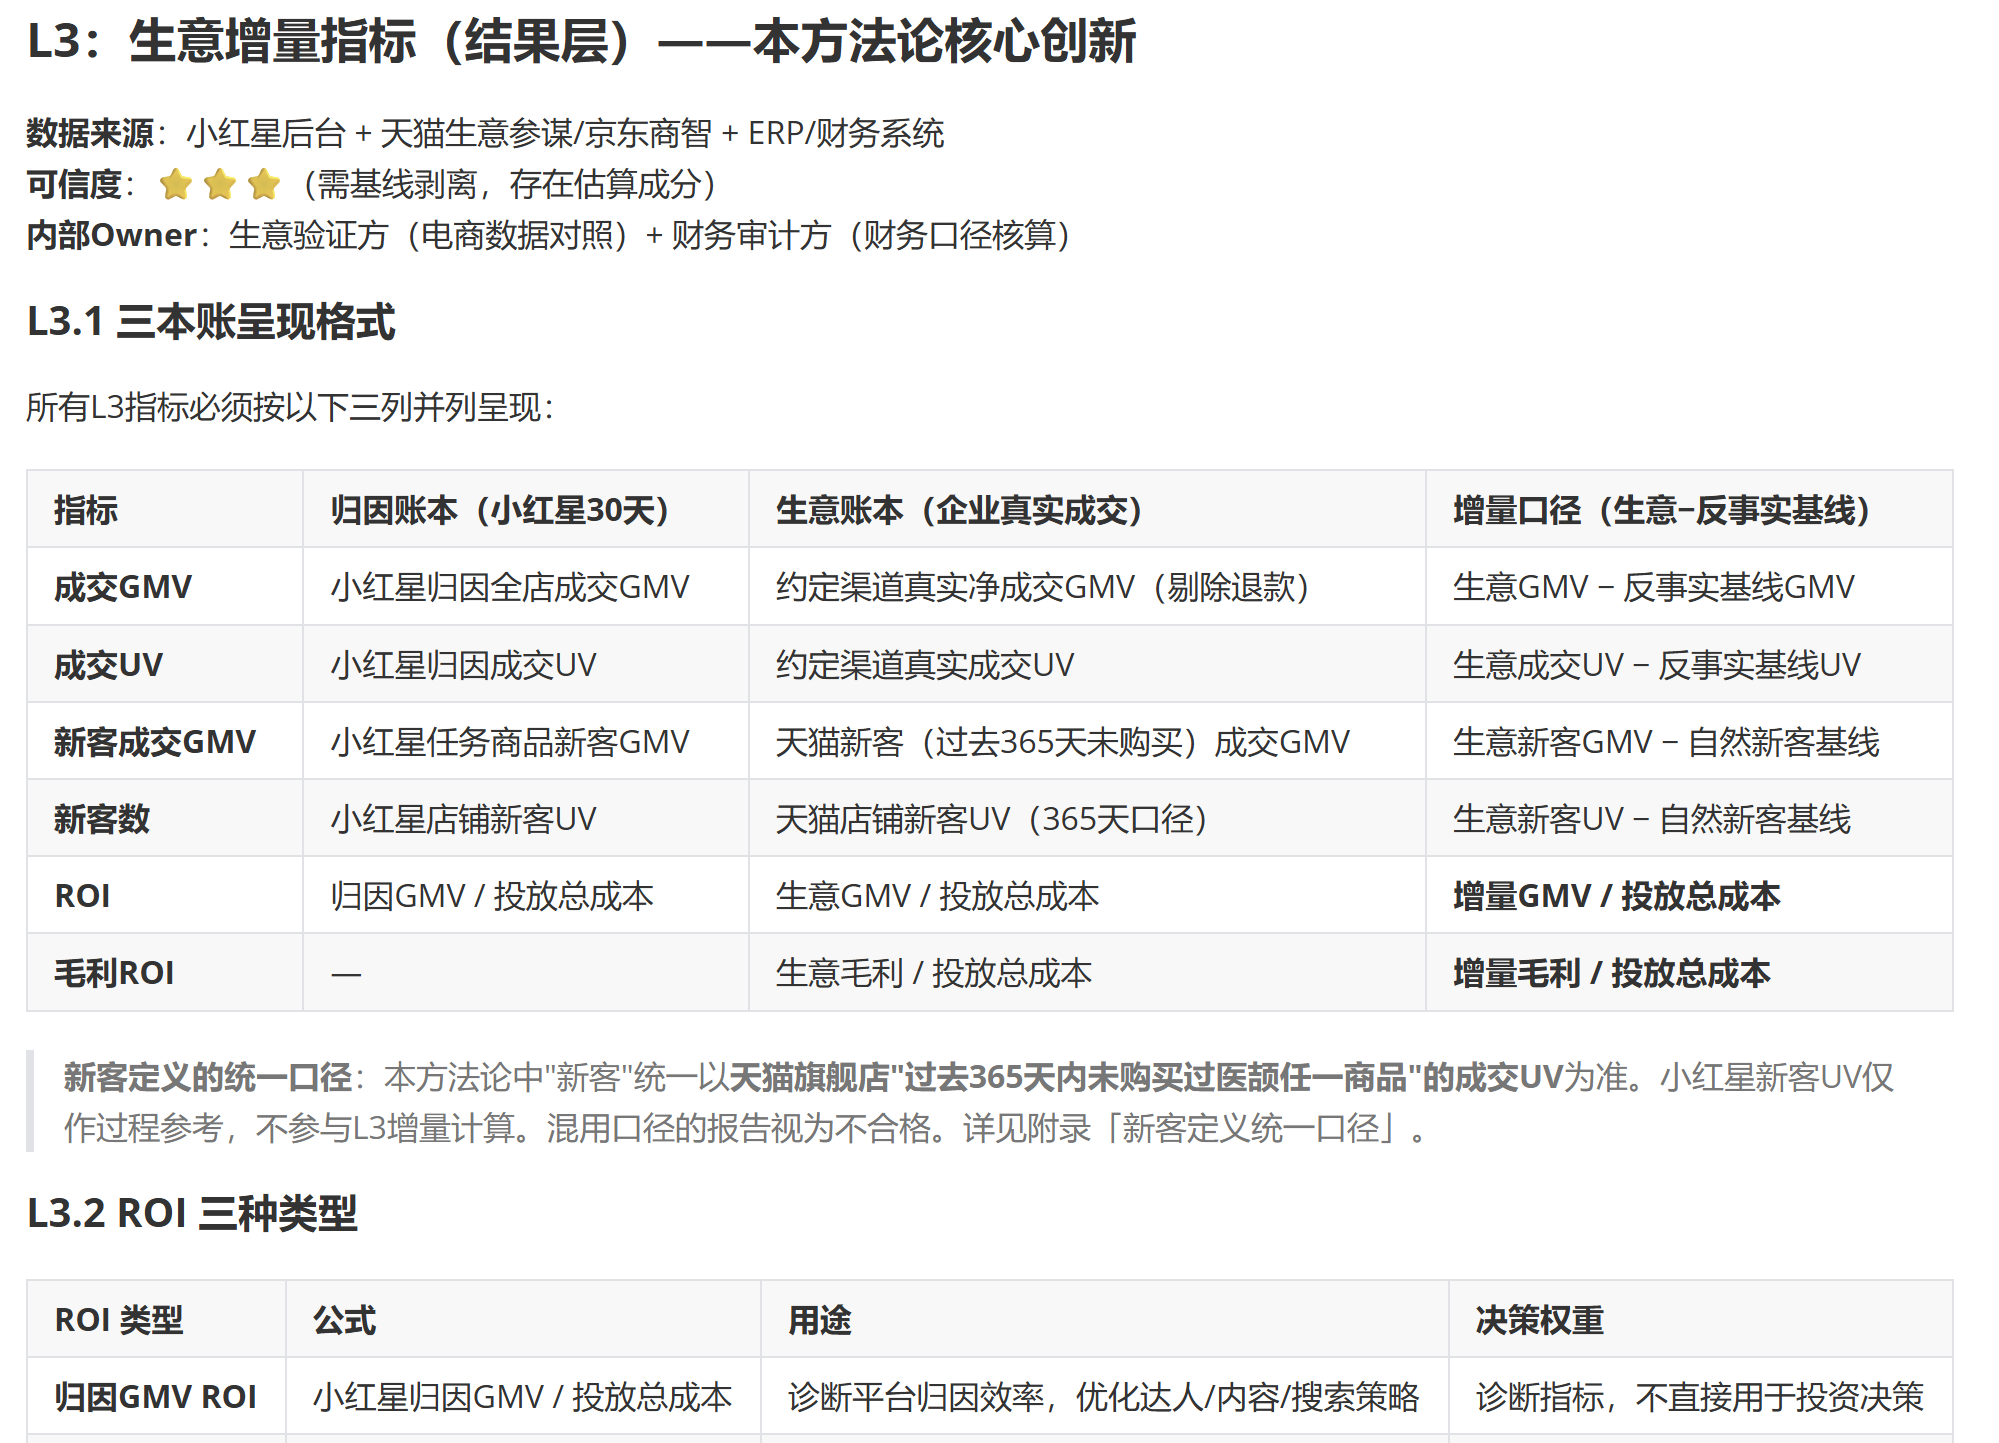 L3：生意增量指标（结果层）——本方法论核心创新
数据来源：小红星后台 + 天猫生意参谋/京东商智 + ERP/财务系统
可信度：⭐⭐⭐（需基线剥离，存在估算成分）
内部Owner：生意验证方（电商数据对照）+ 财务审计方（财务口径核算）
L3.1 三本账呈现格式
所有L3指标必须按以下三列并列呈现：
指标 归因账本（小红星30天） 生意账本（企业真实成交） 增量口径（生意−反事实基线）
成交GMV 小红星归因全店成交GMV 约定渠道真实净成交GMV（剔除退款） 生意GMV − 反事实基线GMV
成交UV 小红星归因成交UV 约定渠道真实成交UV 生意成交UV − 反事实基线UV
新客成交GMV 小红星任务商品新客GMV 天猫新客（过去365天未购买）成交GMV 生意新客GMV − 自然新客基线
新客数 小红星店铺新客UV 天猫店铺新客UV（365天口径） 生意新客UV − 自然新客基线
ROI 归因GMV / 投放总成本 生意GMV / 投放总成本 增量GMV / 投放总成本
毛利ROI — 生意毛利 / 投放总成本 增量毛利 / 投放总成本
新客定义的统一口径：本方法论中"新客"统一以天猫旗舰店"过去365天内未购买过医颉任一商品"的成交UV为准。小红星新客UV仅
作过程参考，不参与L3增量计算。混用口径的报告视为不合格。详见附录「新客定义统一口径」。
L3.2 ROI 三种类型
ROI 类型 公式 用途 决策权重
归因GMV ROI 小红星归因GMV / 投放总成本 诊断平台归因效率，优化达人/内容/搜索策略 诊断指标，不直接用于投资决策